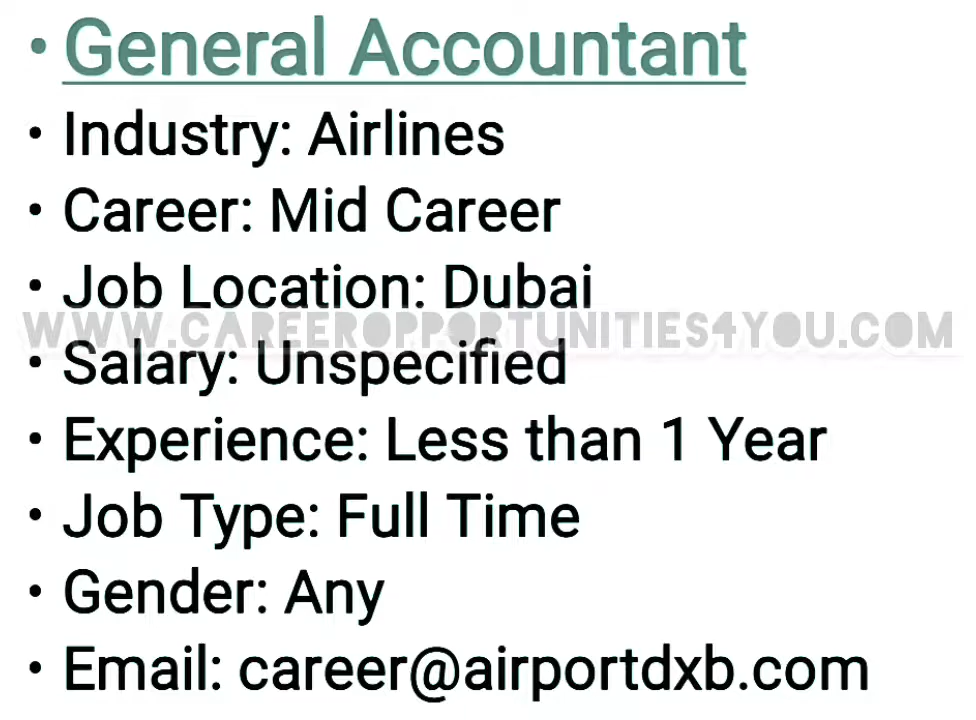 • General Accountant
• Industry: Airlines
• Career: Mid Career
• Job Location: Dubai
WWW.CAREEROPPORTUNITIES4YOU.COM
• Salary: Unspecified
• Experience: Less than 1 Year
• Job Type: Full Time
• Gender: Any
• Email: career@airportdxb.com